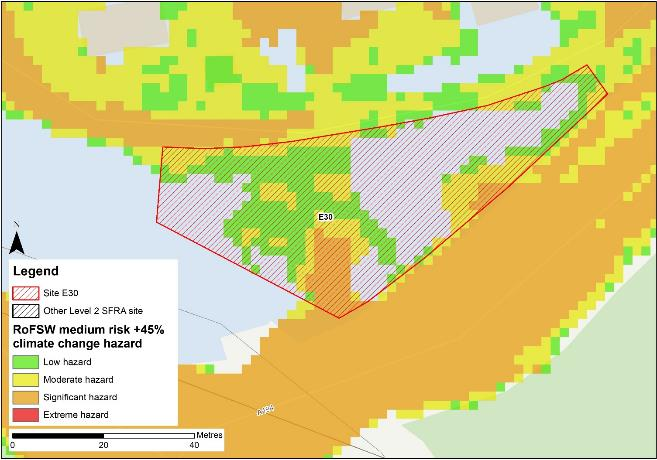 E30
N
Legend
Site E30
Other Level 2 SFRA site
RoFSW medium risk +45%
climate change hazard
Low hazard
Moderate hazard
Significant hazard
Extreme hazard
Metres
0 20 40